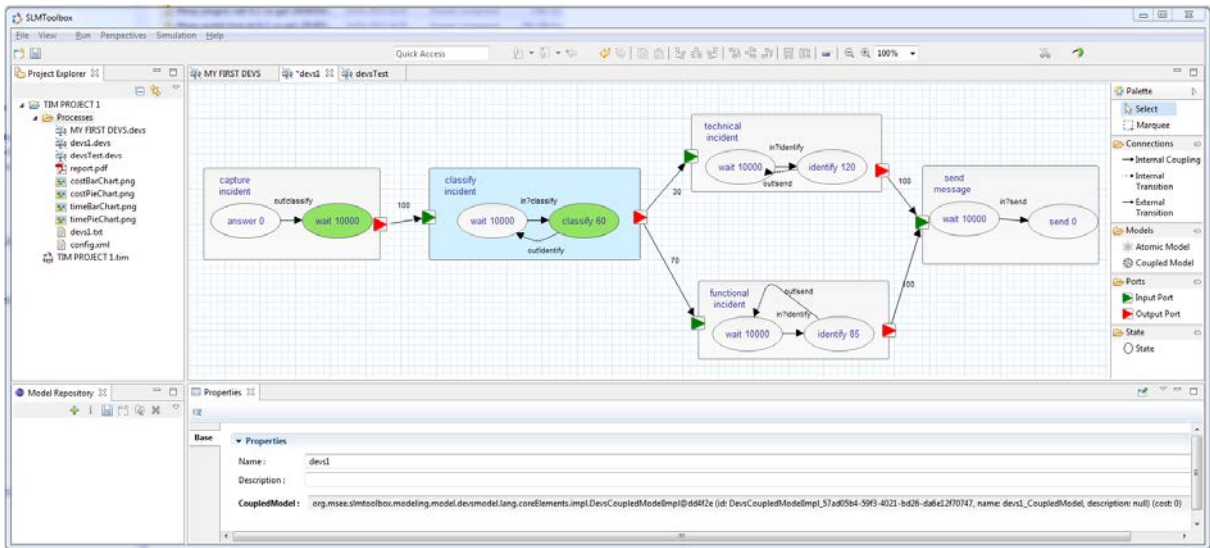 SLMToolbox
File View Run Perspectives Simulation Help
Quick Access
100%
Project Explorer
TIM PROJECT 1
Processes
MY FIRST DEVS.devs
devs1.devs
devsTest.devs
report.pdf
costBarChart.png
costPieChart.png
timeBarChart.png
timePieChart.png
devs1.txt
config.xml
TIM PROJECT 1.tim
MY FIRST DEVS
*devs1
devsTest
capture
incident
out!classify
answer 0
wait 10000
100
classify
incident
in?classify
wait 10000
classify 60
out!identify
30
70
technical
incident
in?identify
wait 10000
identify 120
out!send
100
functional
incident
out!send
in?identify
wait 10000
identify 85
100
send
message
in?send
wait 10000
send 0
Palette
Select
Marquee
Connections
Internal Coupling
Internal
Transition
External
Transition
Models
Atomic Model
Coupled Model
Ports
Input Port
Output Port
State
State
Model Repository
Properties
Base
Properties
Name :
devs1
Description :
CoupledModel :
org.msee.slmtoolbox.modeling.model.devsmodel.lang.coreElements.impl.DevsCoupledModelImpl@dd4f2e (id: DevsCoupledModelImpl_57ad05b4-59f3-4021-bd26-da6e12f70747, name: devs1_CoupledModel, description: null) (cost: 0)